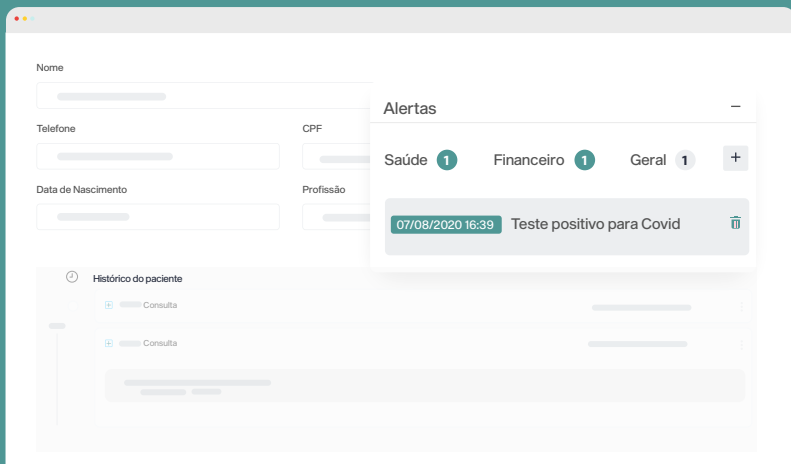 Nome
Telefone
CPF
Data de Nascimento
Profissão
Alertas
Saúde 1 Financeiro 1 Geral 1 +
07/08/2020 16:39 Teste positivo para Covid
Histórico do paciente
Consulta
Consulta